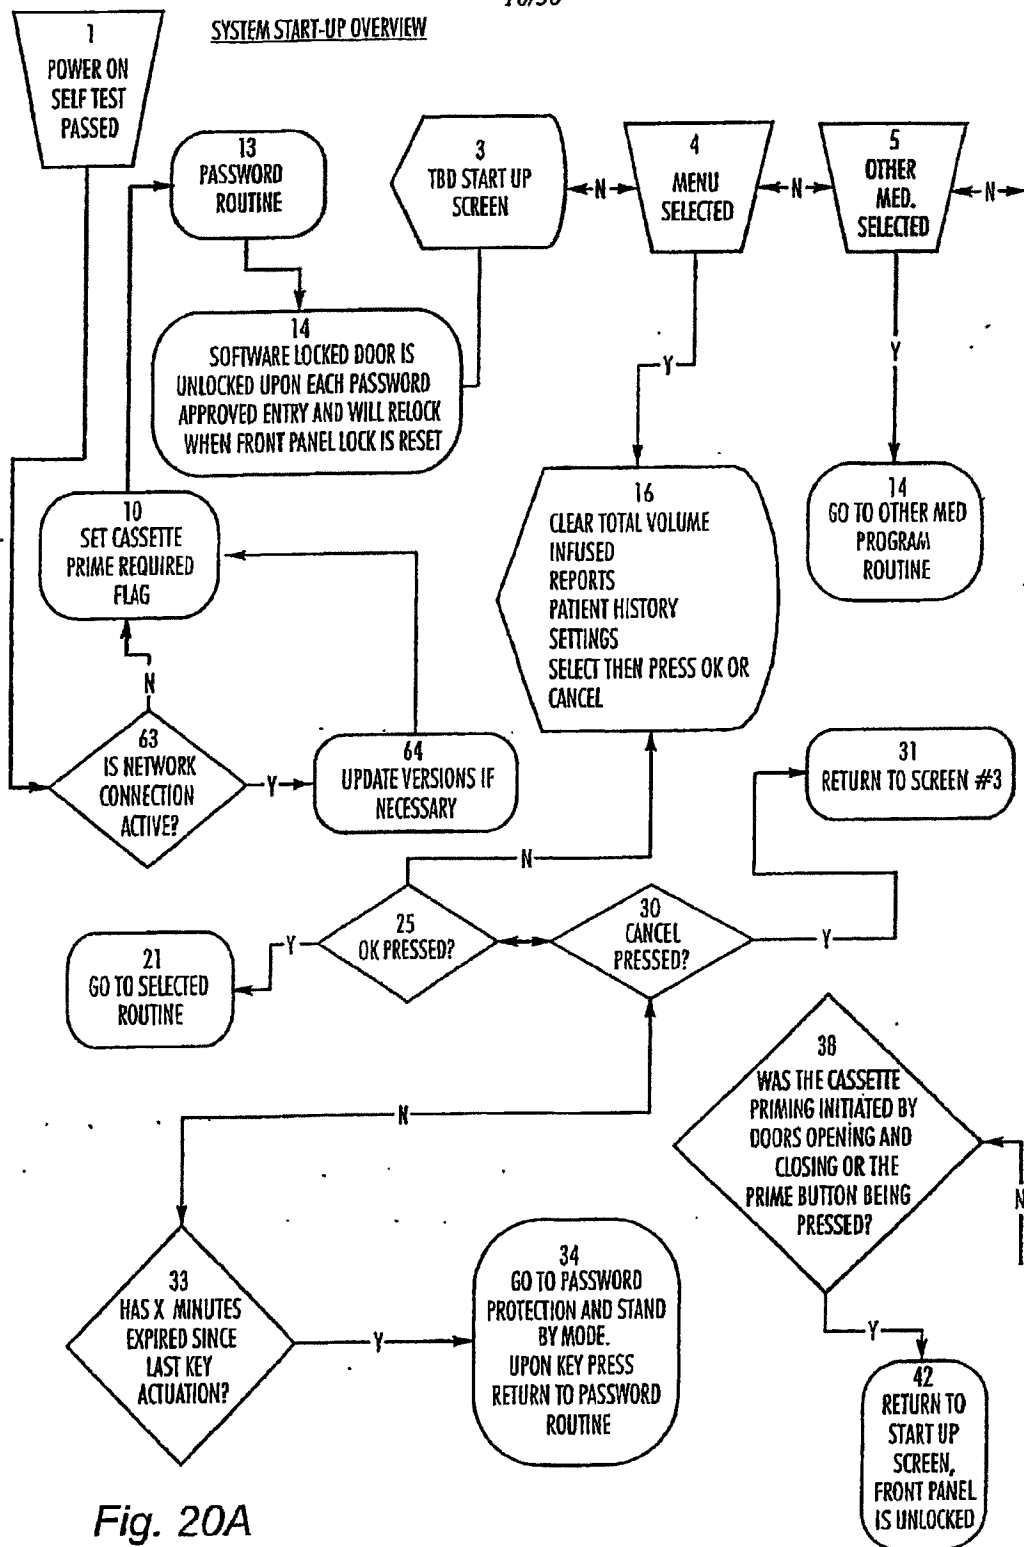 SYSTEM START-UP OVERVIEW
1
POWER ON
SELF TEST
PASSED
13
PASSWORD
ROUTINE
3
TBD START UP
SCREEN
N
4
MENU
SELECTED
N
5
OTHER
MED.
SELECTED
N
14
SOFTWARE LOCKED DOOR IS
UNLOCKED UPON EACH PASSWORD
APPROVED ENTRY AND WILL RELOCK
WHEN FRONT PANEL LOCK IS RESET
Y
Y
10
SET CASSETTE
PRIME REQUIRED
FLAG
16
CLEAR TOTAL VOLUME
INFUSED
REPORTS
PATIENT HISTORY
SETTINGS
SELECT THEN PRESS OK OR
CANCEL
14
GO TO OTHER MED
PROGRAM
ROUTINE
N
63
IS NETWORK
CONNECTION
ACTIVE?
Y
64
UPDATE VERSIONS IF
NECESSARY
31
RETURN TO SCREEN #3
N
25
OK PRESSED?
30
CANCEL
PRESSED?
Y
Y
21
GO TO SELECTED
ROUTINE
N
38
WAS THE CASSETTE
PRIMING INITIATED BY
DOORS OPENING AND
CLOSING OR THE
PRIME BUTTON BEING
PRESSED?
N
33
HAS X MINUTES
EXPIRED SINCE
LAST KEY
ACTUATION?
Y
34
GO TO PASSWORD
PROTECTION AND STAND
BY MODE.
UPON KEY PRESS
RETURN TO PASSWORD
ROUTINE
Y
42
RETURN TO
START UP
SCREEN,
FRONT PANEL
IS UNLOCKED
Fig. 20A